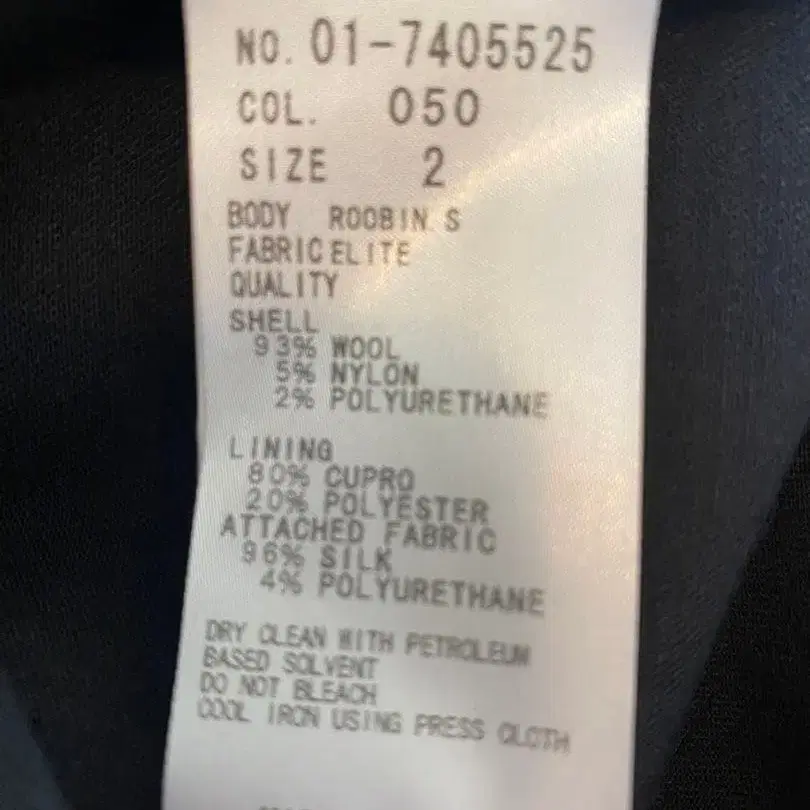 NO. 01-7405525
COL. 050
SIZE 2
BODY ROOBIN S
FABRIC ELITE
QUALITY
SHELL
93% WOOL
5% NYLON
2% POLYURETHANE
LINING
80% CUPRO
20% POLYESTER
ATTACHED FABRIC
96% SILK
4% POLYURETHANE
DRY CLEAN WITH PETROLEUM
BASED SOLVENT
DO NOT BLEACH
COOL IRON USING PRESS CLOTH